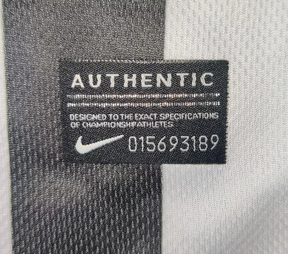 AUTHENTIC
DESIGNED TO THE EXACT SPECIFICATIONS
OF CHAMPIONSHIP ATHLETES
015693189